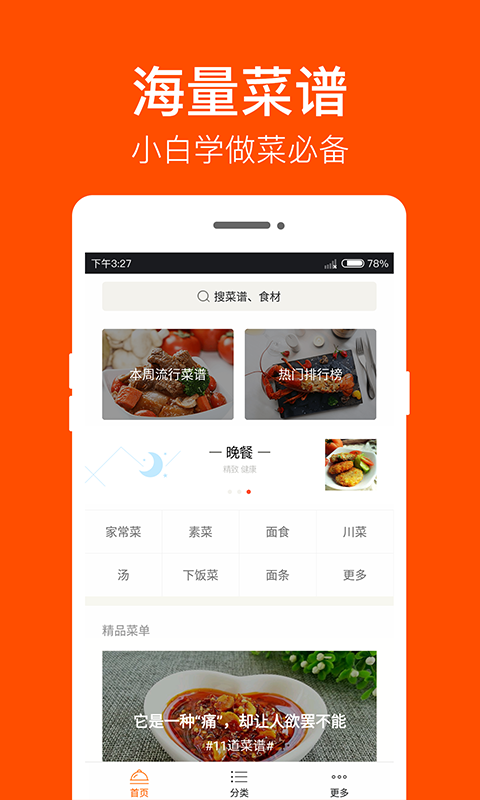 海量菜谱
小白学做菜必备
下午3:27
78%
搜菜谱、食材
本周流行菜谱
热门排行榜
晚餐
精致 健康
家常菜
素菜
面食
川菜
汤
下饭菜
面条
更多
精品菜单
它是一种“痛”，却让人欲罢不能
#11道菜谱#
首页
分类
更多